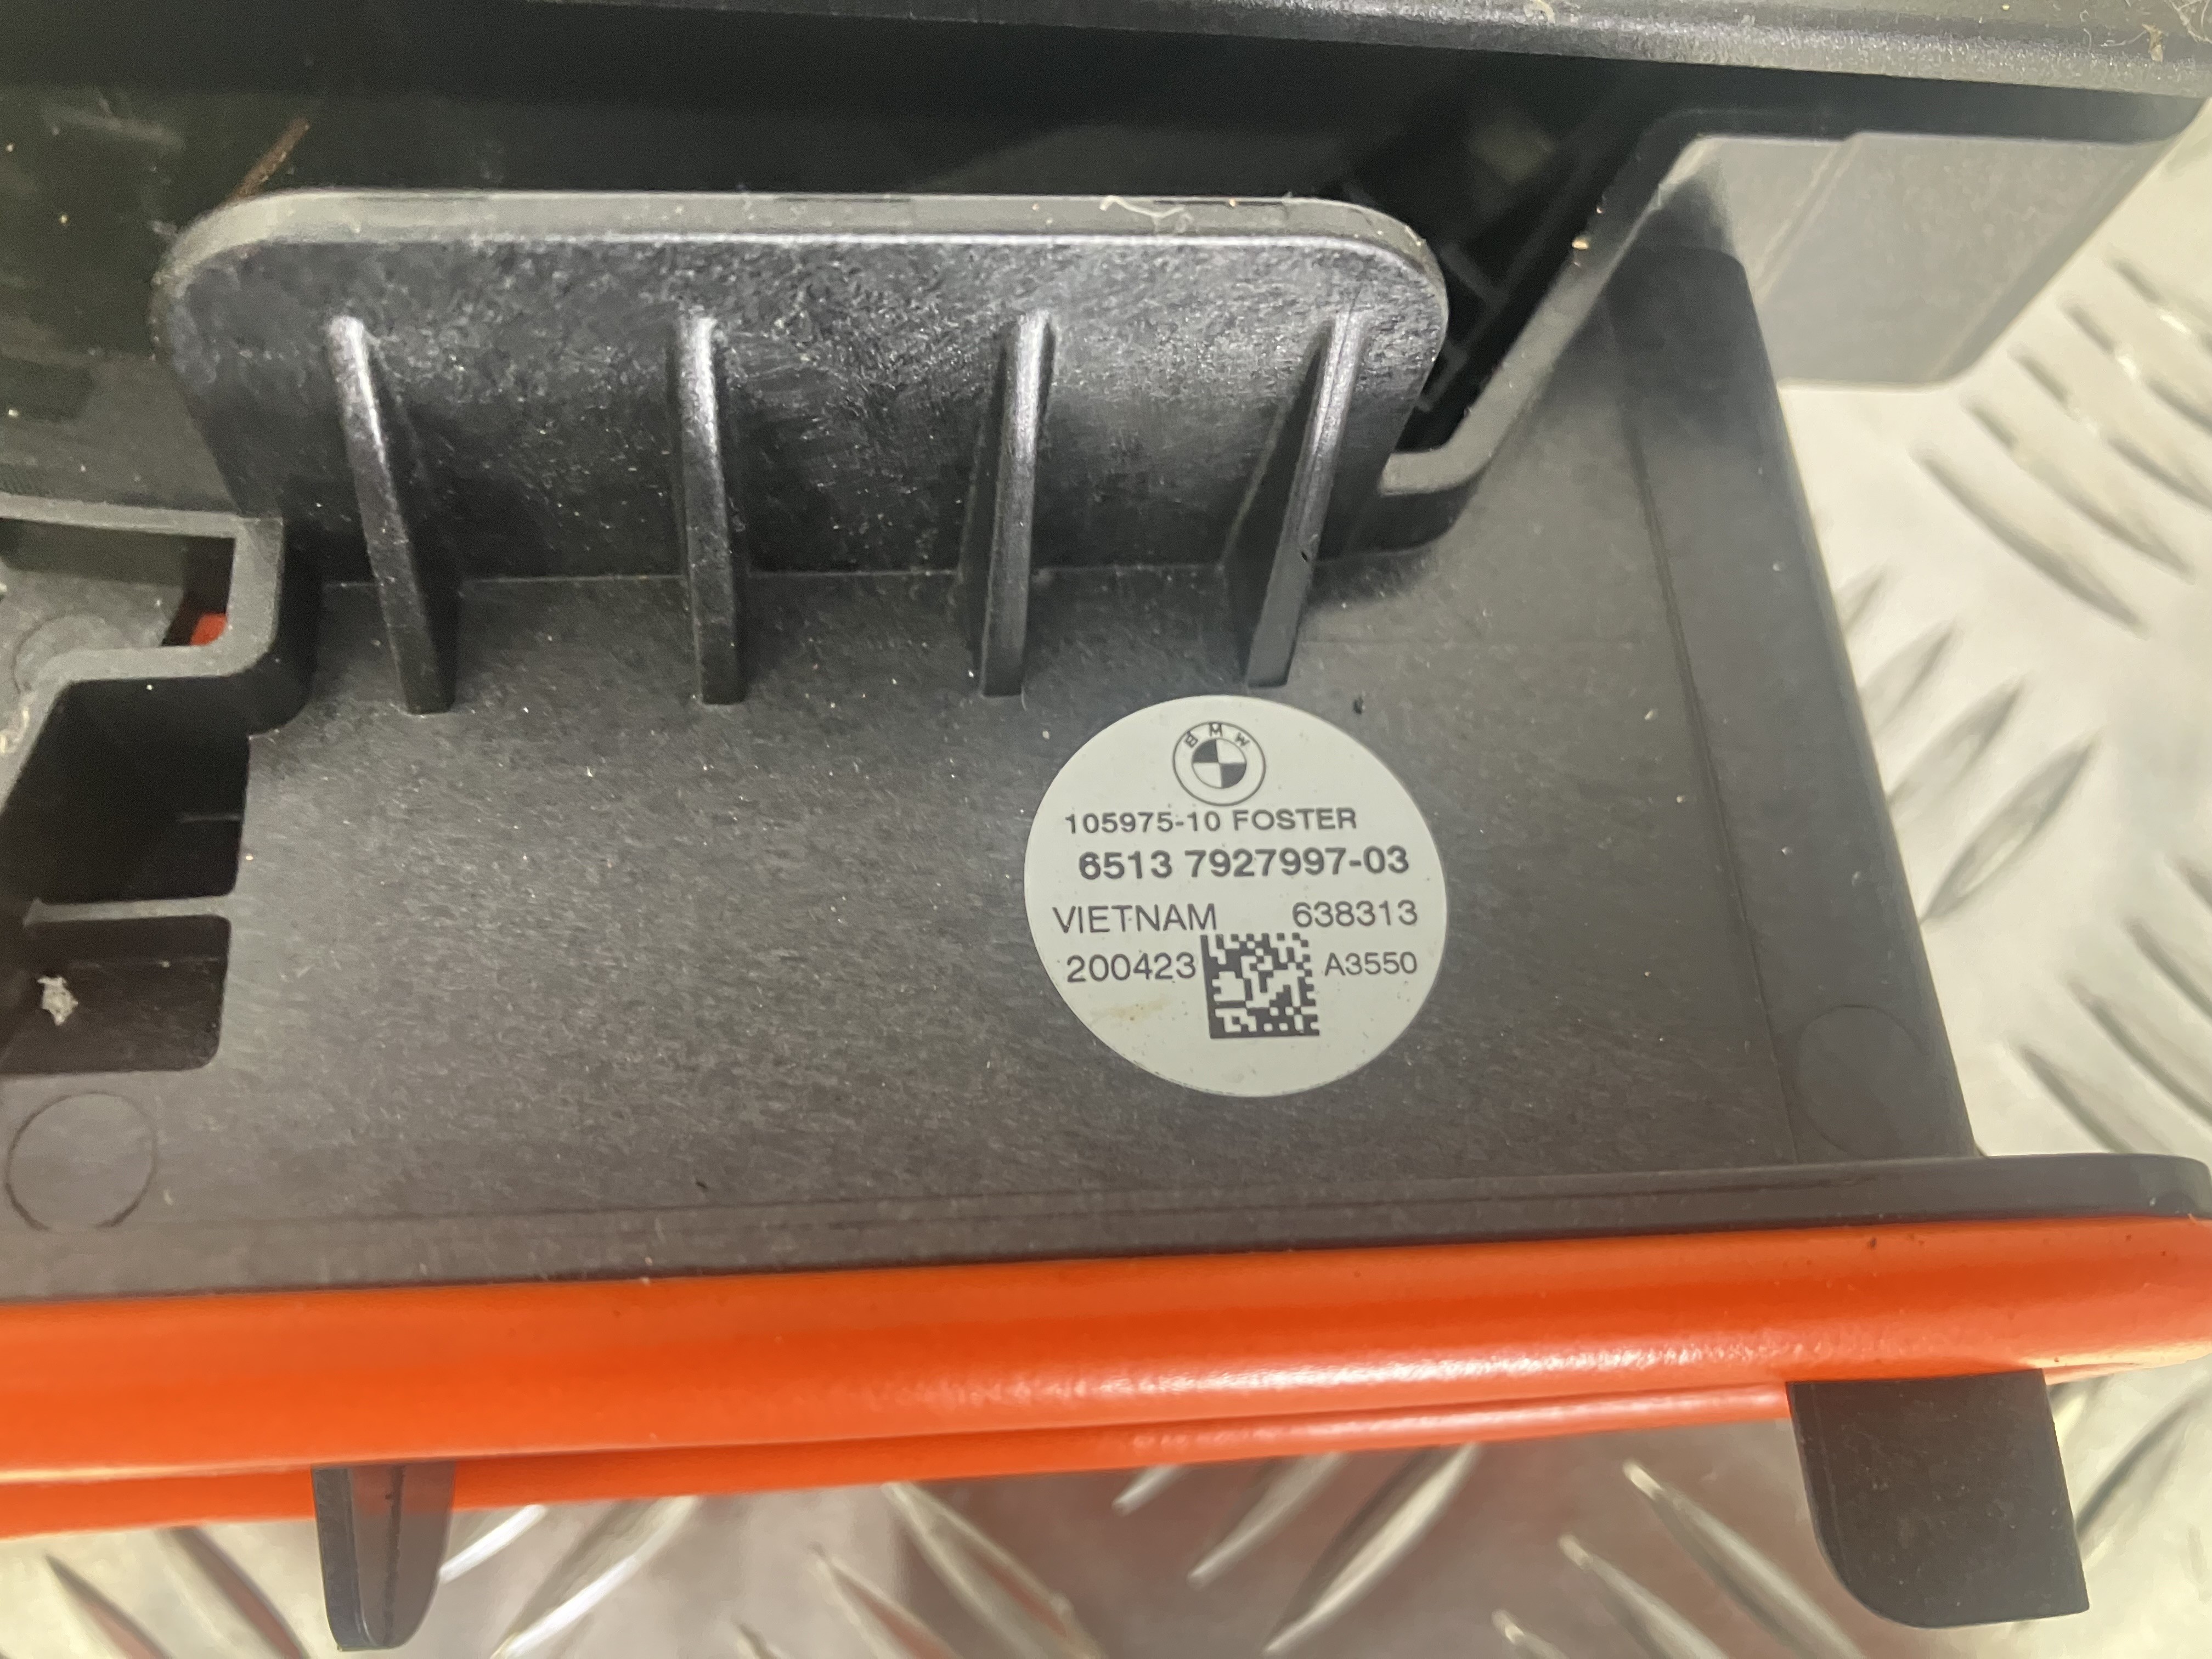 BMW
105975-10 FOSTER
6513 7927997-03
VIETNAM 638313
200423 A3550